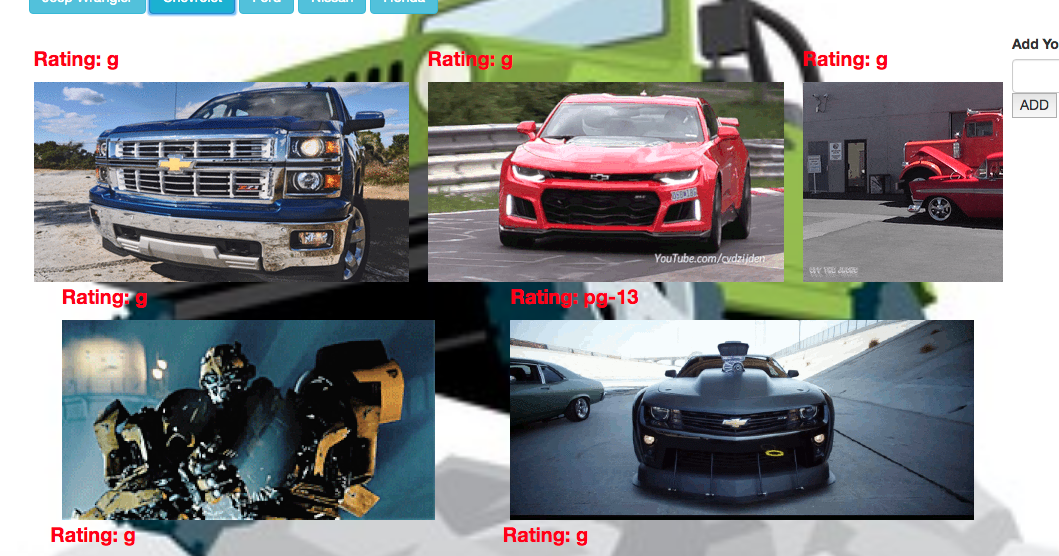 Jeep Wrangler Chevrolet Ford Nissan Honda
Add Yo
Rating: g Rating: g Rating: g
ADD
YouTube.com/cvdzijden
Rating: g Rating: pg-13
Rating: g Rating: g